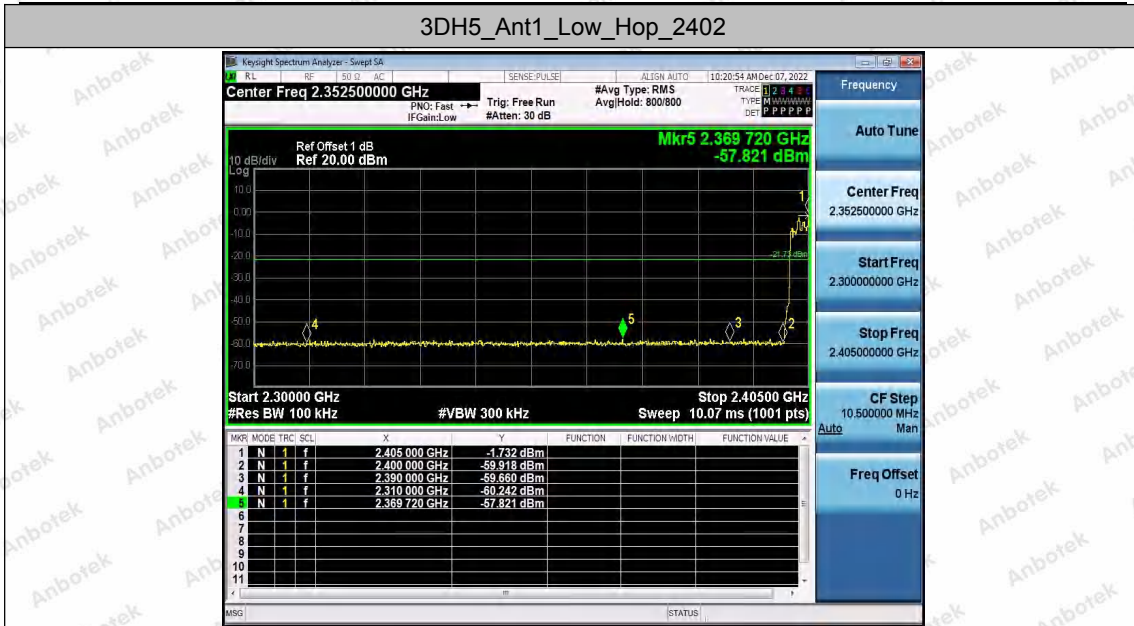 3DH5_Ant1_Low_Hop_2402
Keysight Spectrum Analyzer - Swept SA
RL RF 50 Ω AC SENSE:PULSE ALIGN AUTO 10:20:54 AM Dec 07, 2022
Center Freq 2.352500000 GHz
PNO: Fast
IFGain:Low
Trig: Free Run
#Atten: 30 dB
#Avg Type: RMS
Avg|Hold: 800/800
TRACE 1 2 3 4 5 6
TYPE M WWWWW
DET P P P P P P
Mkr5 2.369 720 GHz
-57.821 dBm
Ref Offset 1 dB
10 dB/div Ref 20.00 dBm
Log
10.0
0.00
-10.0
-20.0
-30.0
-40.0
-50.0
-60.0
-70.0
-21.73 dBm
1
4
5
3
2
Start 2.30000 GHz Stop 2.40500 GHz
#Res BW 100 kHz #VBW 300 kHz Sweep 10.07 ms (1001 pts)
MKR MODE TRC SCL X Y FUNCTION FUNCTION WIDTH FUNCTION VALUE
1 N 1 f 2.405 000 GHz -1.732 dBm
2 N 1 f 2.400 000 GHz -59.918 dBm
3 N 1 f 2.390 000 GHz -59.660 dBm
4 N 1 f 2.310 000 GHz -60.242 dBm
5 N 1 f 2.369 720 GHz -57.821 dBm
6
7
8
9
10
11
MSG STATUS
Frequency
Auto Tune
Center Freq
2.352500000 GHz
Start Freq
2.300000000 GHz
Stop Freq
2.405000000 GHz
CF Step
10.500000 MHz
Auto Man
Freq Offset
0 Hz
Anbotek